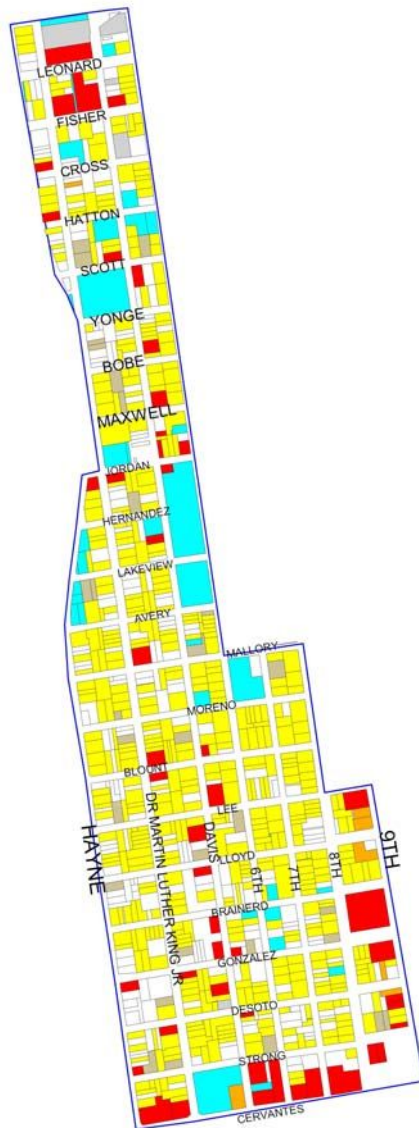 LEONARD
FISHER
CROSS
HATTON
SCOTT
YONGE
BOBE
MAXWELL
JORDAN
HERNANDEZ
LAKEVIEW
AVERY
MALLORY
MORENO
BLOUNT
LEE
DR MARTIN LUTHER KING JR
DAVIS
HAYNE
9TH
LLOYD
6TH
7TH
8TH
BRAINERD
GONZALEZ
DESOTO
STRONG
CERVANTES